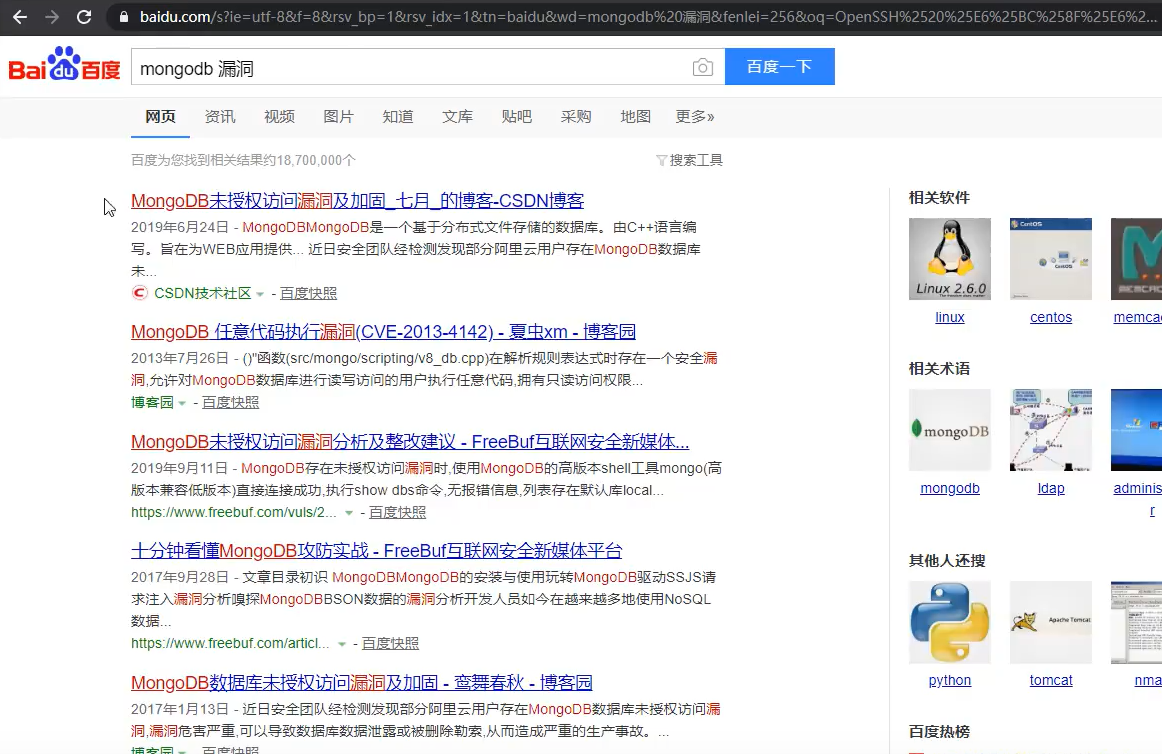 baidu.com/s?ie=utf-8&f=8&rsv_bp=1&rsv_idx=1&tn=baidu&wd=mongodb%20漏洞&fenlei=256&oq=OpenSSH%2520%25E6%25BC%258F%25E6%2...
Bai du 百度
mongodb 漏洞
百度一下
网页 资讯 视频 图片 知道 文库 贴吧 采购 地图 更多»
百度为您找到相关结果约18,700,000个
搜索工具
MongoDB未授权访问漏洞及加固_七月_的博客-CSDN博客
2019年6月24日 - MongoDBMongoDB是一个基于分布式文件存储的数据库。由C++语言编
写。旨在为WEB应用提供... 近日安全团队经检测发现部分阿里云用户存在MongoDB数据库
未...
CSDN技术社区 - 百度快照
MongoDB 任意代码执行漏洞(CVE-2013-4142) - 夏虫xm - 博客园
2013年7月26日 - ()"函数(src/mongo/scripting/v8_db.cpp)在解析规则表达式时存在一个安全漏
洞,允许对MongoDB数据库进行读写访问的用户执行任意代码,拥有只读访问权限...
博客园 - 百度快照
MongoDB未授权访问漏洞分析及整改建议 - FreeBuf互联网安全新媒体...
2019年9月11日 - MongoDB存在未授权访问漏洞时,使用MongoDB的高版本shell工具mongo(高
版本兼容低版本)直接连接成功,执行show dbs命令,无报错信息,列表存在默认库local...
https://www.freebuf.com/vuls/2... - 百度快照
十分钟看懂MongoDB攻防实战 - FreeBuf互联网安全新媒体平台
2017年9月28日 - 文章目录初识 MongoDBMongoDB的安装与使用玩转MongoDB驱动SSJS请
求注入漏洞分析嗅探MongoDBBSON数据的漏洞分析开发人员如今在越来越多地使用NoSQL
数据...
https://www.freebuf.com/articl... - 百度快照
MongoDB数据库未授权访问漏洞及加固 - 鸾舞春秋 - 博客园
2017年1月13日 - 近日安全团队经检测发现部分阿里云用户存在MongoDB数据库未授权访问漏
洞,漏洞危害严重,可以导致数据库数据泄露或被删除勒索,从而造成严重的生产事故。...
博客园 - 百度快照
相关软件
CentOS
CentOS
Linux 2.6.0
MEMCAC
linux centos memcac
相关术语
mongoDB
mongodb ldap adminis
r
其他人还搜
Apache Tomcat
python tomcat nma
百度热榜